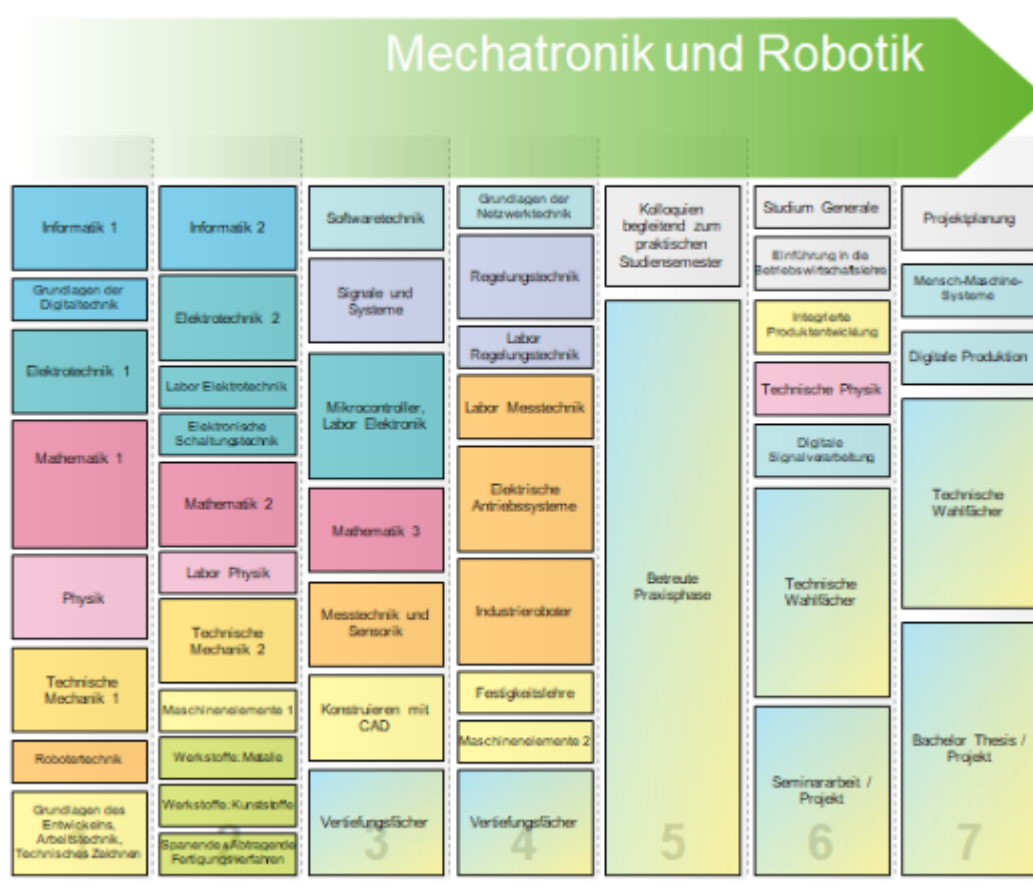 Mechatronik und Robotik
Informatik 1
Grundlagen der
Digitaltechnik
Elektrotechnik 1
Mathematik 1
Physik
Technische
Mechanik 1
Robotertechnik
Grundlagen des
Entwickelns,
Arbeitstechnik,
Technisches Zeichnen
Informatik 2
Elektrotechnik 2
Labor Elektrotechnik
Elektronische
Schaltungstechnik
Mathematik 2
Labor Physik
Technische
Mechanik 2
Maschinenelemente 1
Werkstoffe: Metalle
Werkstoffe: Kunststoffe
Spanende & Abtragende
Fertigungsverfahren
2
Softwaretechnik
Signale und
Systeme
Mikrocontroller,
Labor Elektronik
Mathematik 3
Messtechnik und
Sensorik
Konstruieren mit
CAD
Vertiefungsfächer
3
Grundlagen der
Netzwerktechnik
Regelungstechnik
Labor
Regelungstechnik
Labor Messtechnik
Elektrische
Antriebssysteme
Industrieroboter
Festigkeitslehre
Maschinenelemente 2
Vertiefungsfächer
4
Kolloquien
begleitend zum
praktischen
Studiensemester
Betreute
Praxisphase
5
Studium Generale
Einführung in die
Betriebswirtschaftslehre
Integrierte
Produktentwicklung
Technische Physik
Digitale
Signalverarbeitung
Technische
Wahlfächer
Seminararbeit /
Projekt
6
Projektplanung
Mensch-Maschine-
Systeme
Digitale Produktion
Technische
Wahlfächer
Bachelor Thesis /
Projekt
7